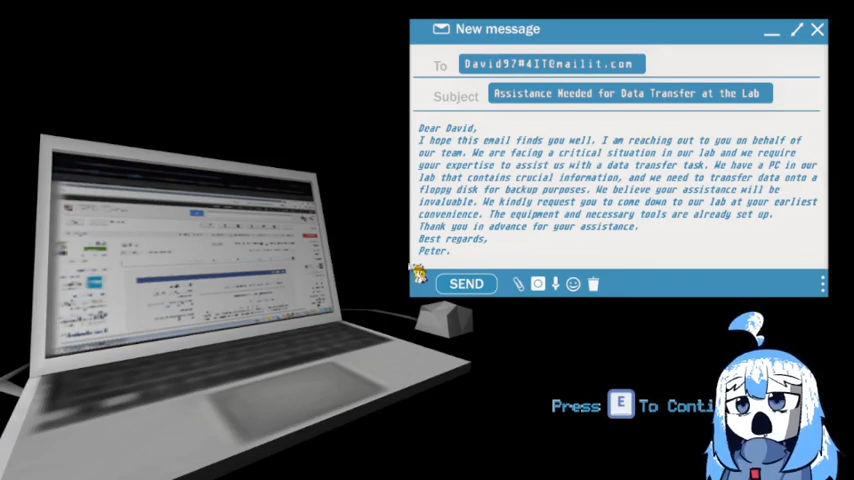 New message
To David97#4IT@mailit.com
Subject Assistance Needed for Data Transfer at the Lab
Dear David,
I hope this email finds you well. I am reaching out to you on behalf of
our team. We are facing a critical situation in our lab and we require
your expertise to assist us with a data transfer task. We have a PC in our
lab that contains crucial information, and we need to transfer data onto a
floppy disk for backup purposes. We believe your assistance will be
invaluable. We kindly request you to come down to our lab at your earliest
convenience. The equipment and necessary tools are already set up.
Thank you in advance for your assistance.
Best regards,
Peter.
SEND
Press E To Conti